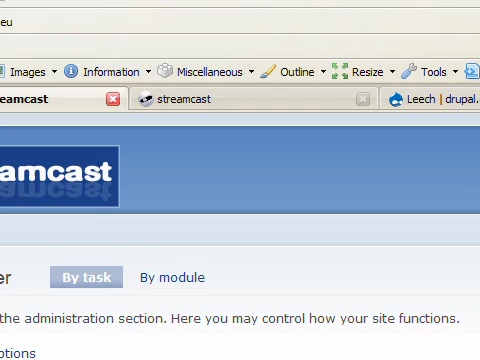 eu
Images Information Miscellaneous Outline Resize Tools
eamcast streamcast Leech | drupal.
amcast
er By task By module
the administration section. Here you may control how your site functions.
ptions